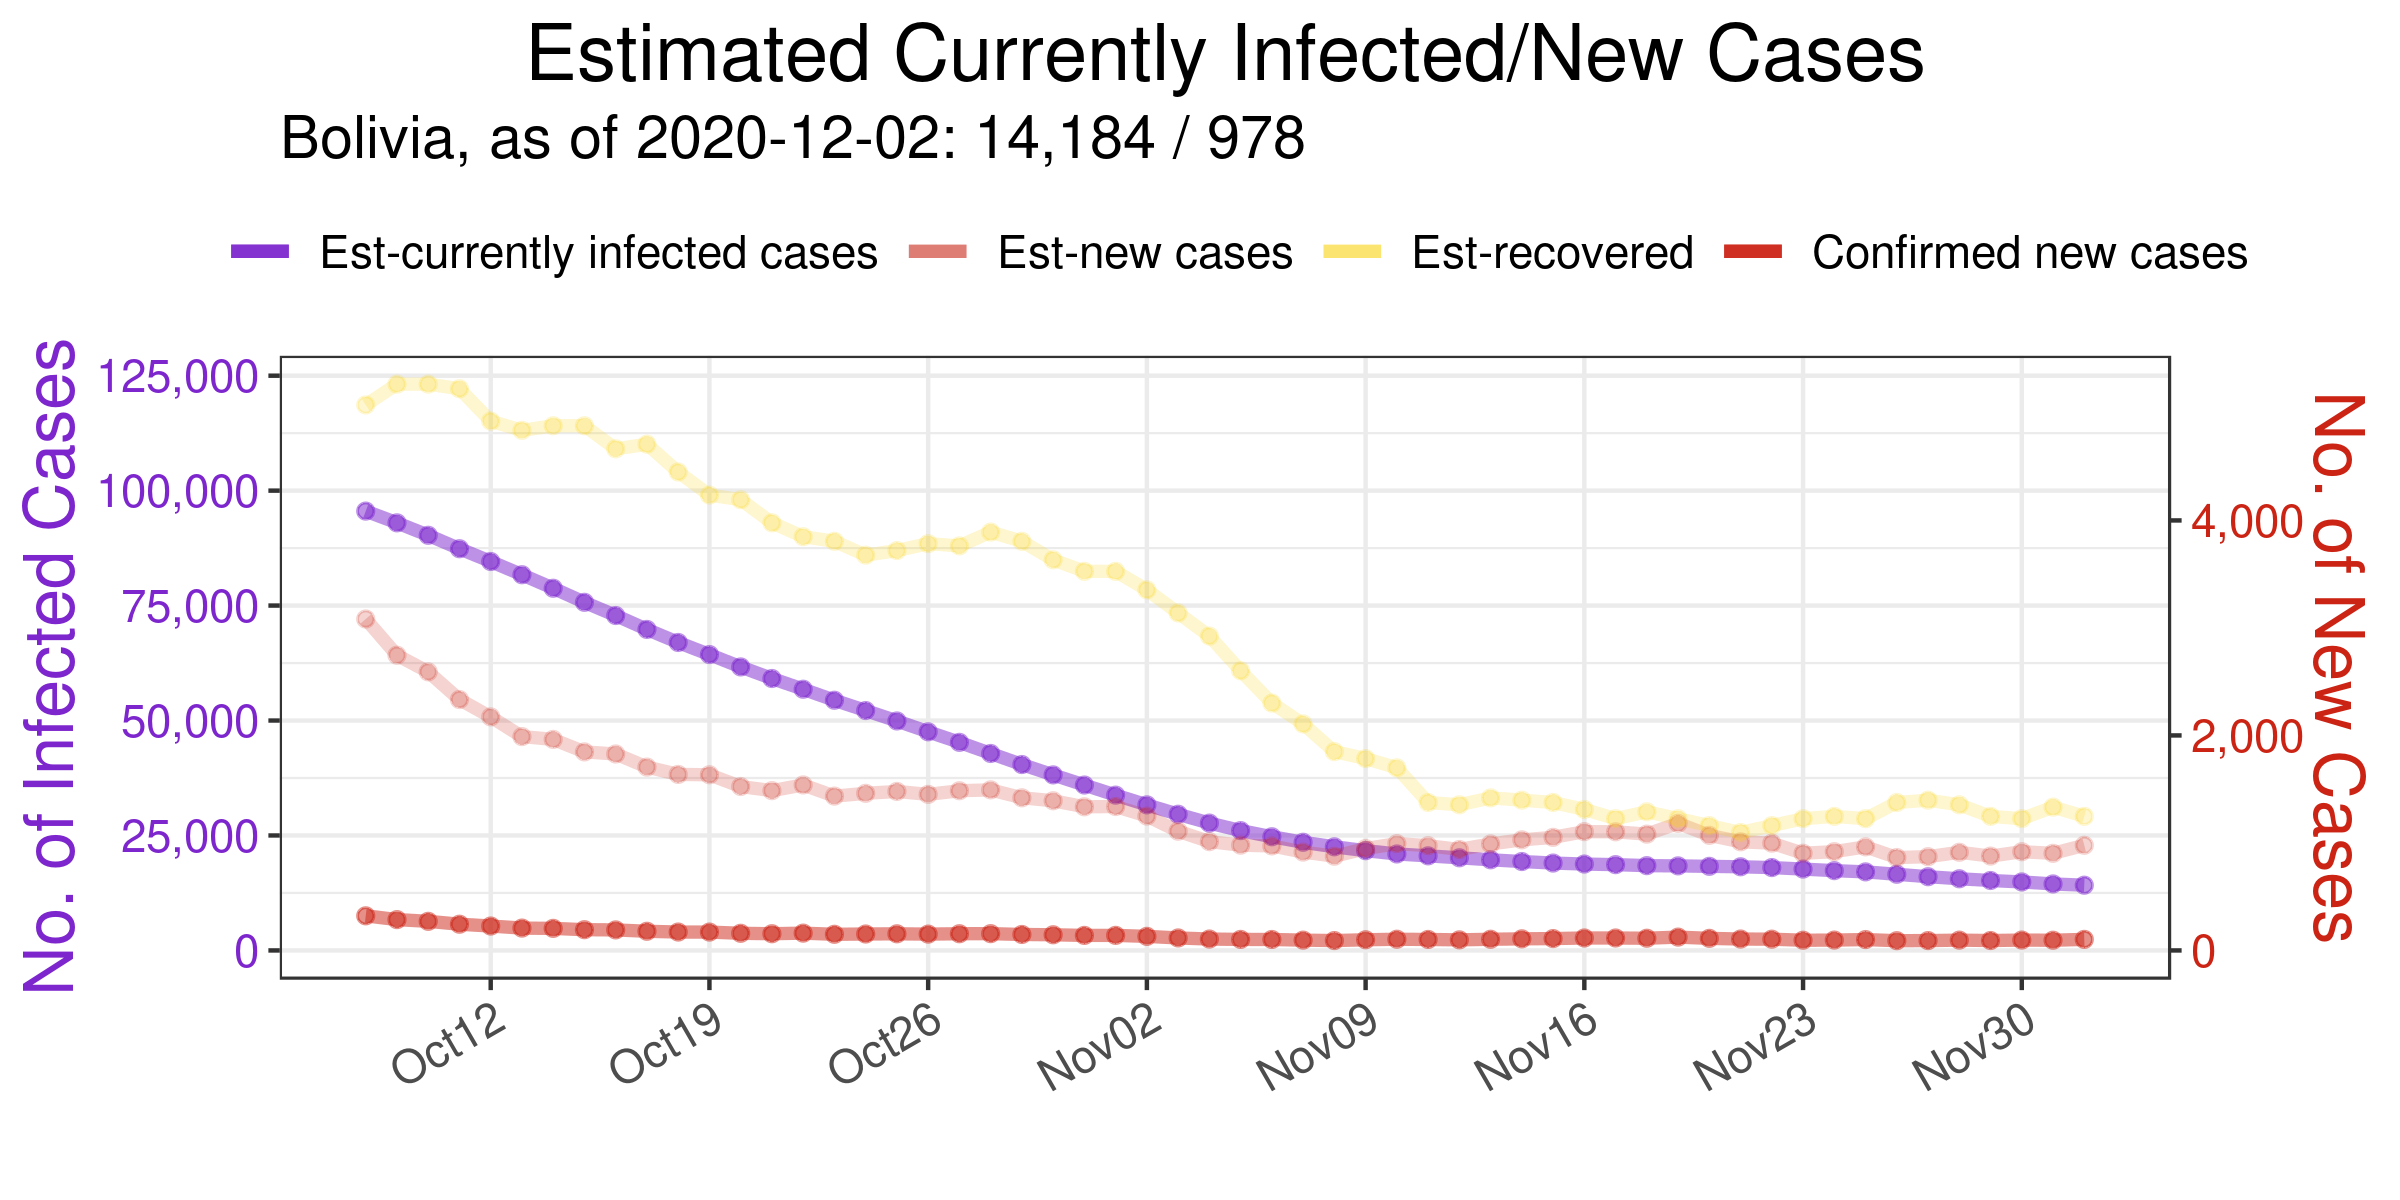 Estimated Currently Infected/New Cases
Bolivia, as of 2020-12-02: 14,184 / 978
Est-currently infected cases Est-new cases Est-recovered Confirmed new cases
No. of Infected Cases
125,000
100,000
75,000
50,000
25,000
0
4,000
2,000
0
No. of New Cases
Oct12 Oct19 Oct26 Nov02 Nov09 Nov16 Nov23 Nov30